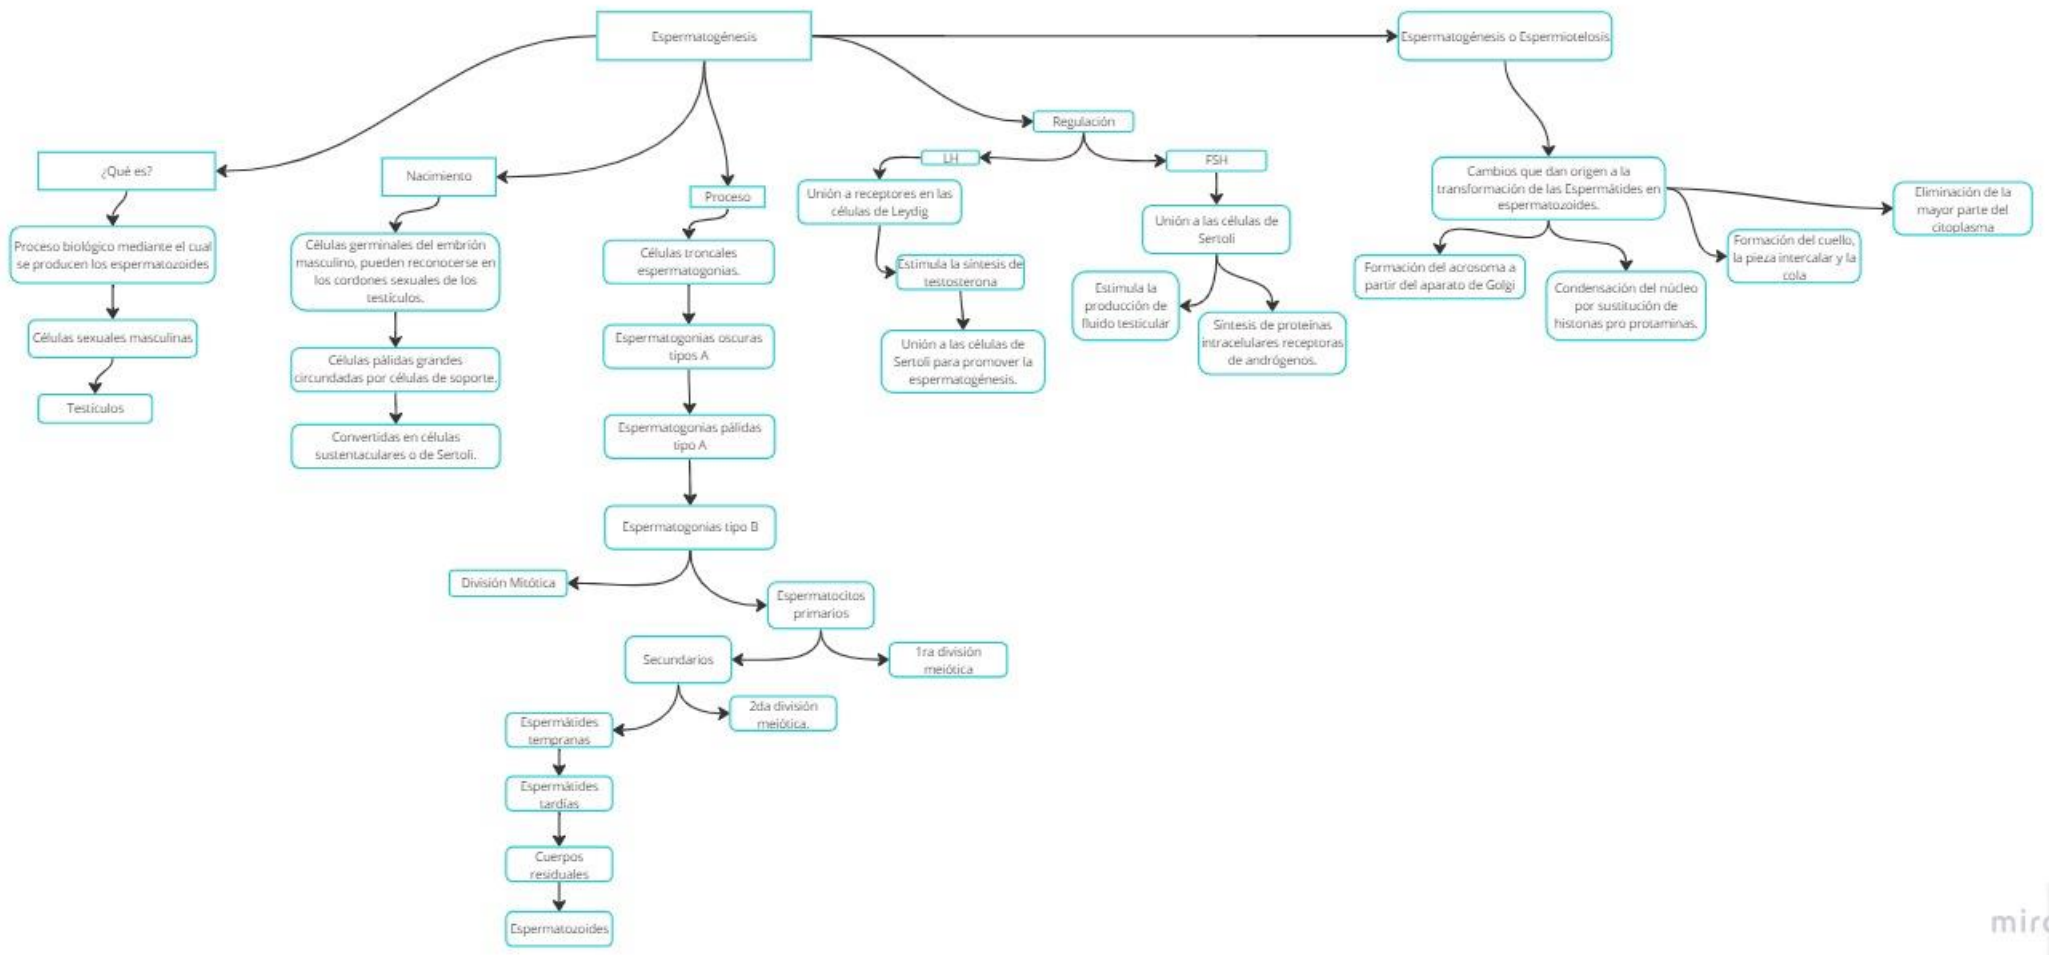 Espermatogénesis
Espermatogénesis o Espermiotelosis
¿Qué es?
Proceso biológico mediante el cual
se producen los espermatozoides
Células sexuales masculinas
Testículos
Nacimiento
Células germinales del embrión
masculino, pueden reconocerse en
los cordones sexuales de los
testículos.
Células pálidas grandes
circundadas por células de soporte.
Convertidas en células
sustentaculares o de Sertoli.
Proceso
Células troncales
espermatogonias.
Espermatogonias oscuras
tipos A
Espermatogonias pálidas
tipo A
Espermatogonias tipo B
División Mitótica
Espermatocitos
primarios
Secundarios
1ra división
meiótica
2da división
meiótica.
Espermátides
tempranas
Espermátides
tardías
Cuerpos
residuales
Espermatozoides
Regulación
LH
Unión a receptores en las
células de Leydig
Estimula la síntesis de
testosterona
Unión a las células de
Sertoli para promover la
espermatogénesis.
FSH
Unión a las células de
Sertoli
Estimula la
producción de
fluido testicular
Síntesis de proteínas
intracelulares receptoras
de andrógenos.
Cambios que dan origen a la
transformación de las Espermátides en
espermatozoides.
Formación del acrosoma a
partir del aparato de Golgi
Condensación del núcleo
por sustitución de
histonas pro protaminas.
Formación del cuello,
la pieza intercalar y la
cola
Eliminación de la
mayor parte del
citoplasma
miro